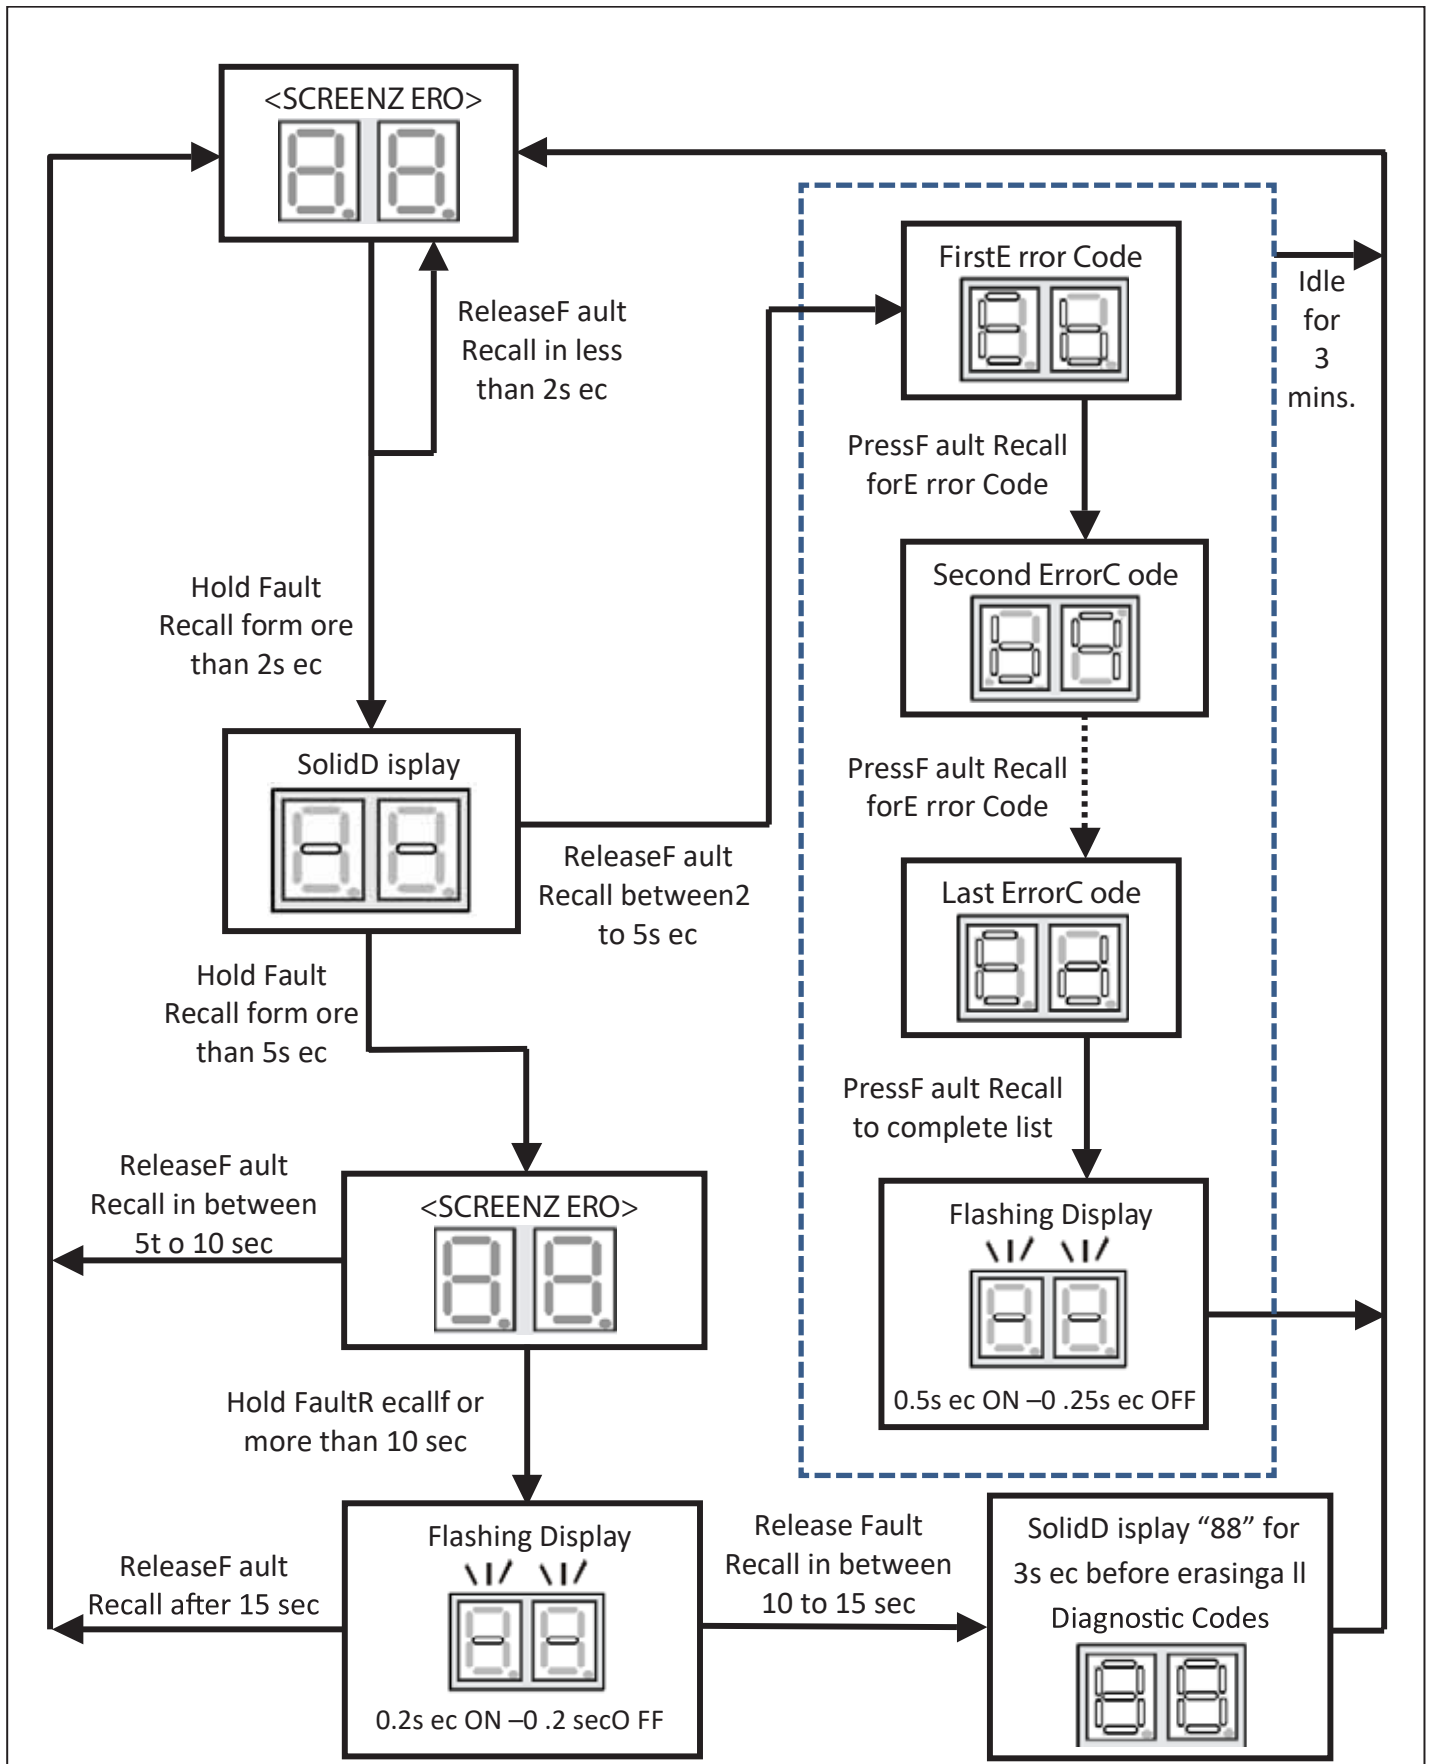 <SCREENZ ERO>
ReleaseF ault
Recall in less
than 2s ec
Hold Fault
Recall form ore
than 2s ec
SolidD isplay
ReleaseF ault
Recall between2
to 5s ec
FirstE rror Code
Eb
PressF ault Recall
forE rror Code
Second ErrorC ode
b9
PressF ault Recall
forE rror Code
Last ErrorC ode
Ed
PressF ault Recall
to complete list
Flashing Display
- -
0.5s ec ON –0 .25s ec OFF
Idle
for
3
mins.
- -
Hold Fault
Recall form ore
than 5s ec
ReleaseF ault
Recall in between
5t o 10 sec
<SCREENZ ERO>
Hold FaultR ecallf or
more than 10 sec
ReleaseF ault
Recall after 15 sec
Flashing Display
- -
0.2s ec ON –0 .2 secO FF
Release Fault
Recall in between
10 to 15 sec
SolidD isplay “88” for
3s ec before erasinga ll
Diagnostic Codes
88